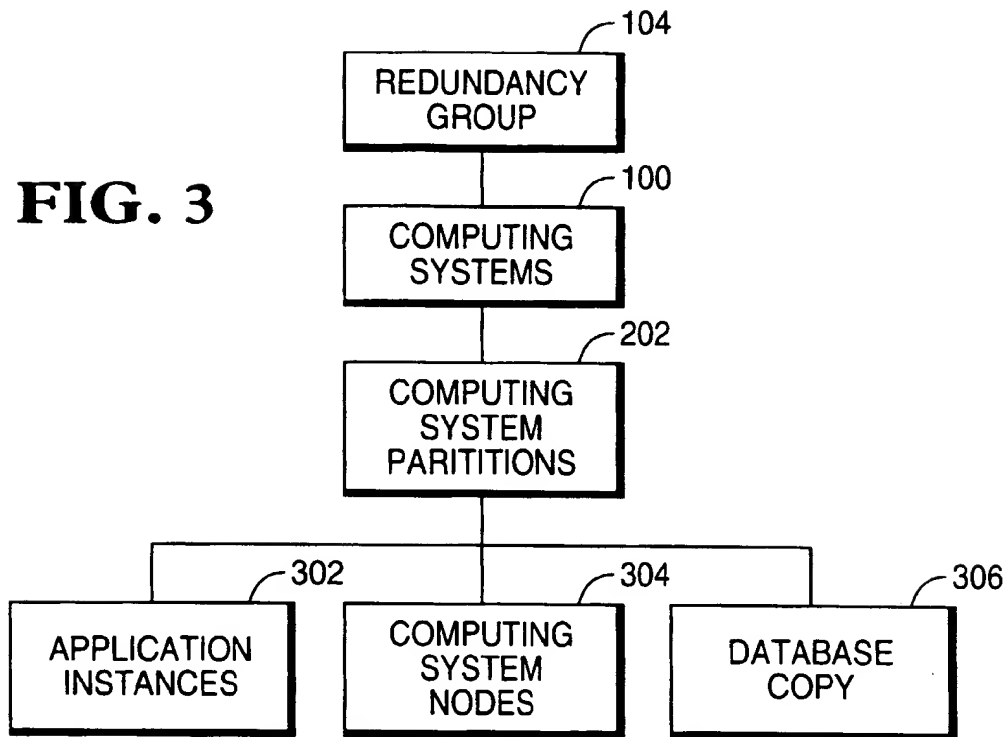 104
REDUNDANCY
GROUP
FIG. 3
100
COMPUTING
SYSTEMS
202
COMPUTING
SYSTEM
PARITITIONS
302
APPLICATION
INSTANCES
304
COMPUTING
SYSTEM
NODES
306
DATABASE
COPY